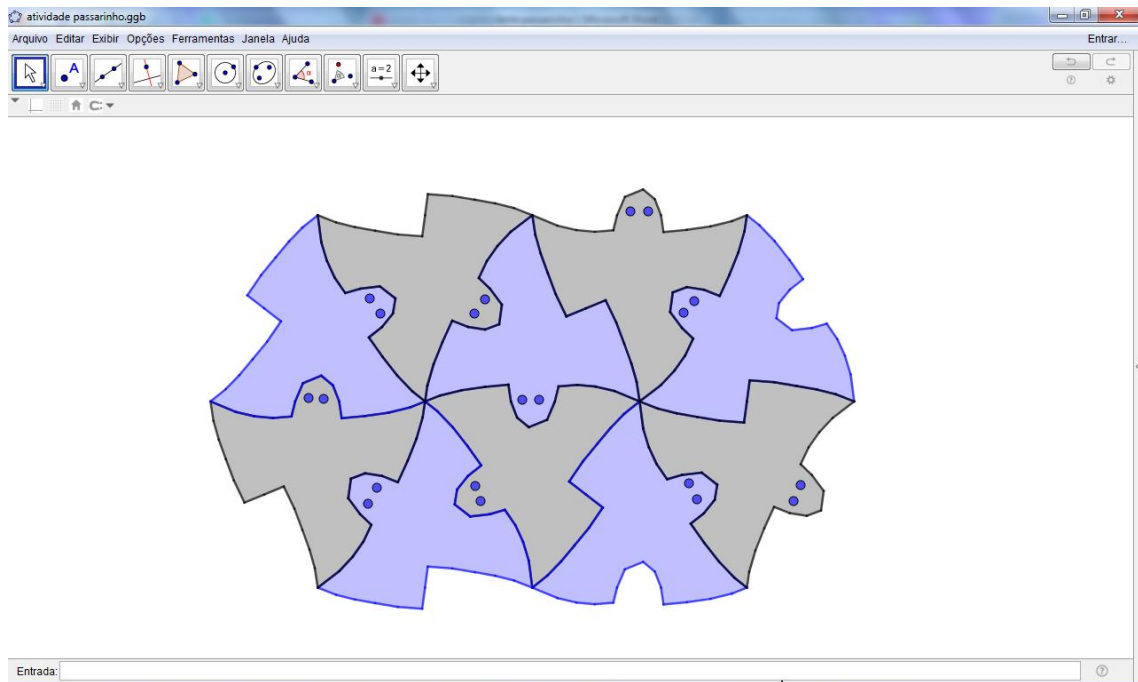 atividade passarinho.ggb
Arquivo Editar Exibir Opções Ferramentas Janela Ajuda
Entrar...
A
α
a=2
Entrada: